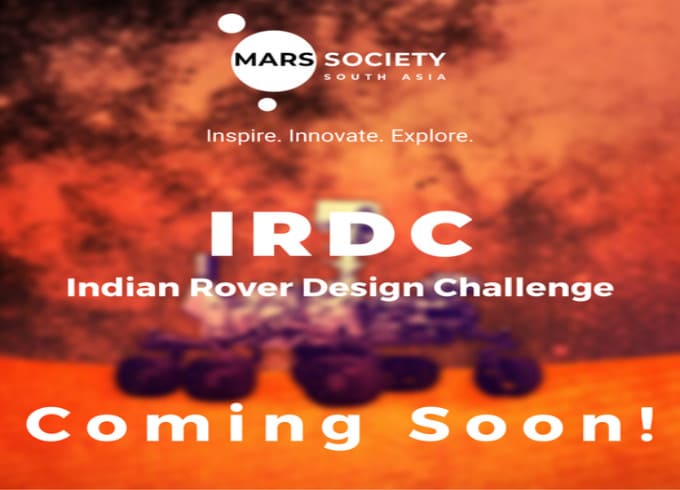 MARS SOCIETY
SOUTH ASIA
Inspire. Innovate. Explore.
IRDC
Indian Rover Design Challenge
Coming Soon!